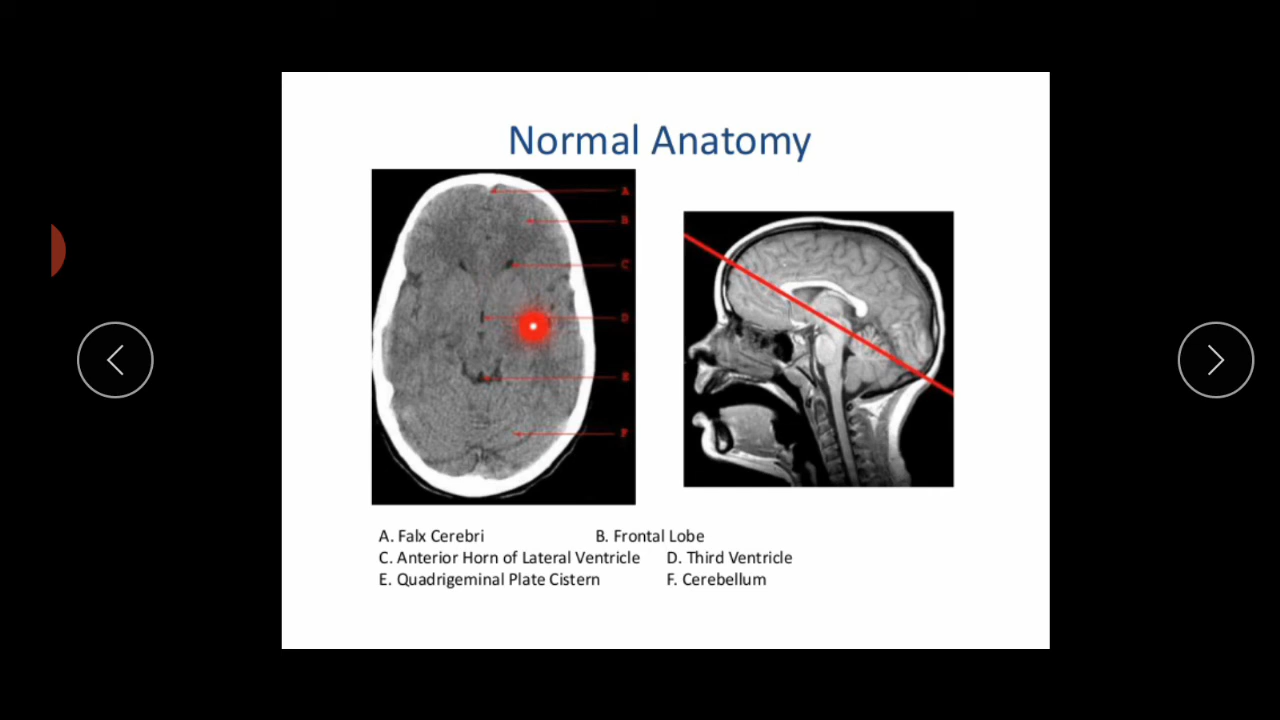 Normal Anatomy
A
B
C
D
E
F
A. Falx Cerebri B. Frontal Lobe
C. Anterior Horn of Lateral Ventricle D. Third Ventricle
E. Quadrigeminal Plate Cistern F. Cerebellum